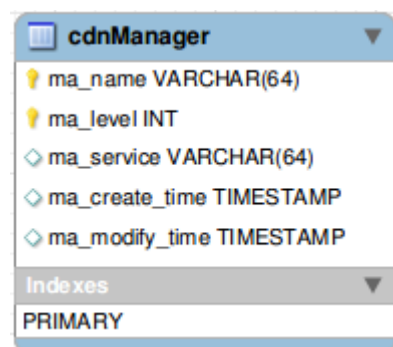 cdnManager
ma_name VARCHAR(64)
ma_level INT
ma_service VARCHAR(64)
ma_create_time TIMESTAMP
ma_modify_time TIMESTAMP
Indexes
PRIMARY